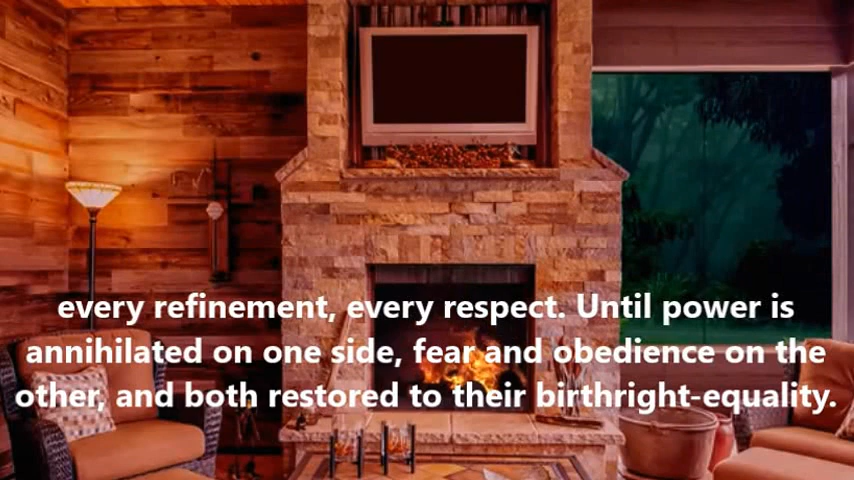 every refinement, every respect. Until power is
annihilated on one side, fear and obedience on the
other, and both restored to their birthright-equality.